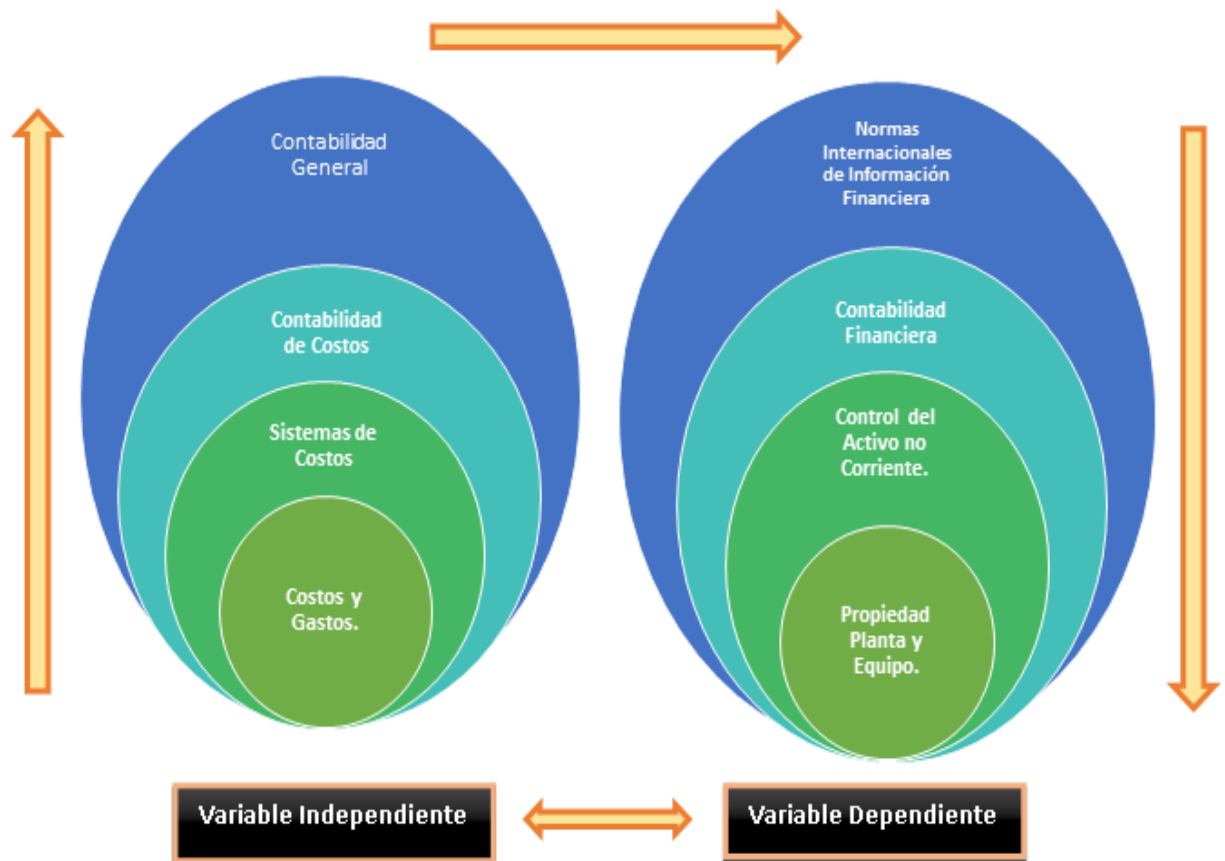 Contabilidad
General
Contabilidad
de Costos
Sistemas de
Costos
Costos y
Gastos.
Normas
Internacionales
de Información
Financiera
Contabilidad
Financiera
Control del
Activo no
Corriente.
Propiedad
Planta y
Equipo.
Variable Independiente
Variable Dependiente